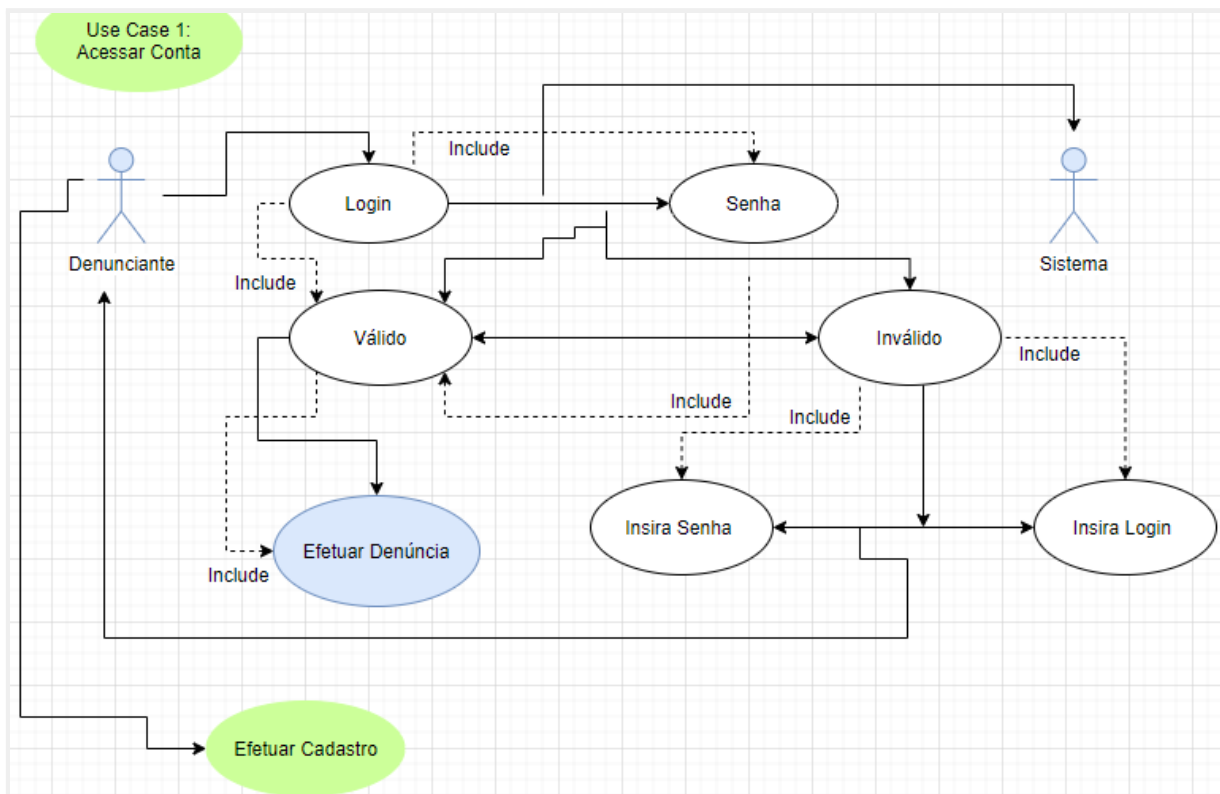 Use Case 1:
Acessar Conta
Include
Login
Senha
Denunciante
Sistema
Include
Válido
Inválido
Include
Include
Include
Insira Senha
Insira Login
Efetuar Denúncia
Include
Efetuar Cadastro